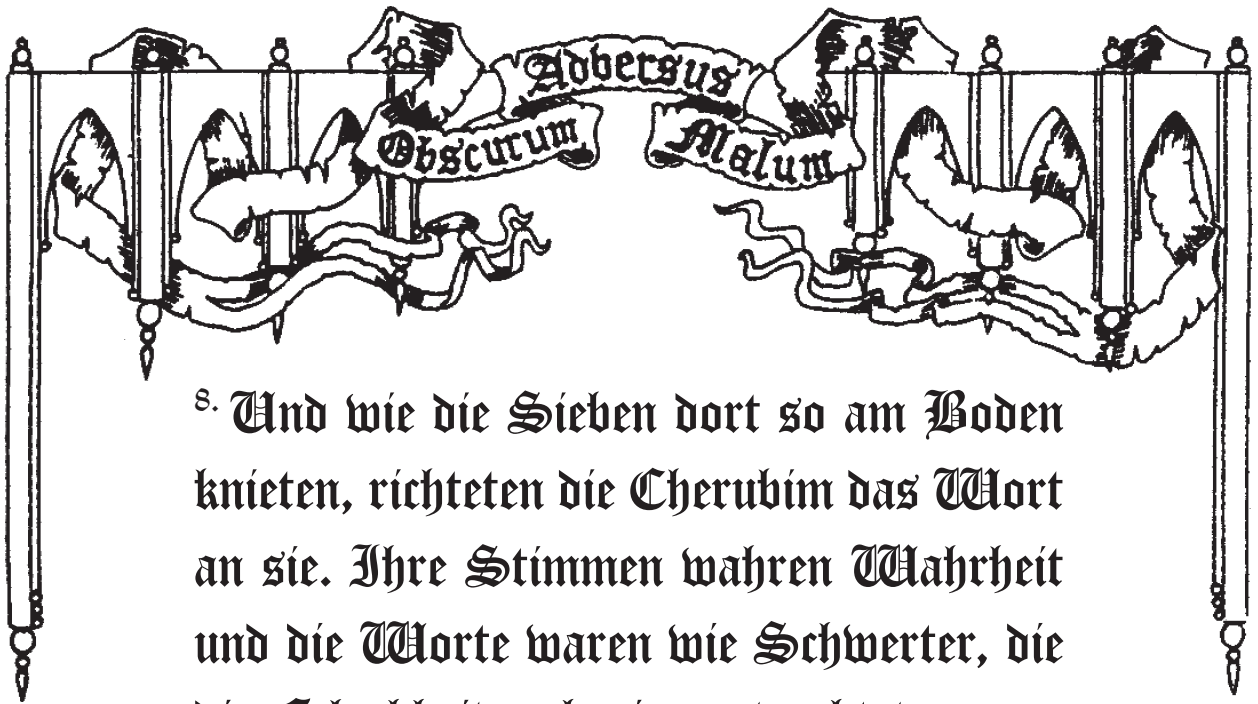 Adversus
Obscurum Malum
8. Und wie die Sieben dort so am Boden
knieten, richteten die Cherubim das Wort
an sie. Ihre Stimmen wahren Wahrheit
und die Worte waren wie Schwerter, die